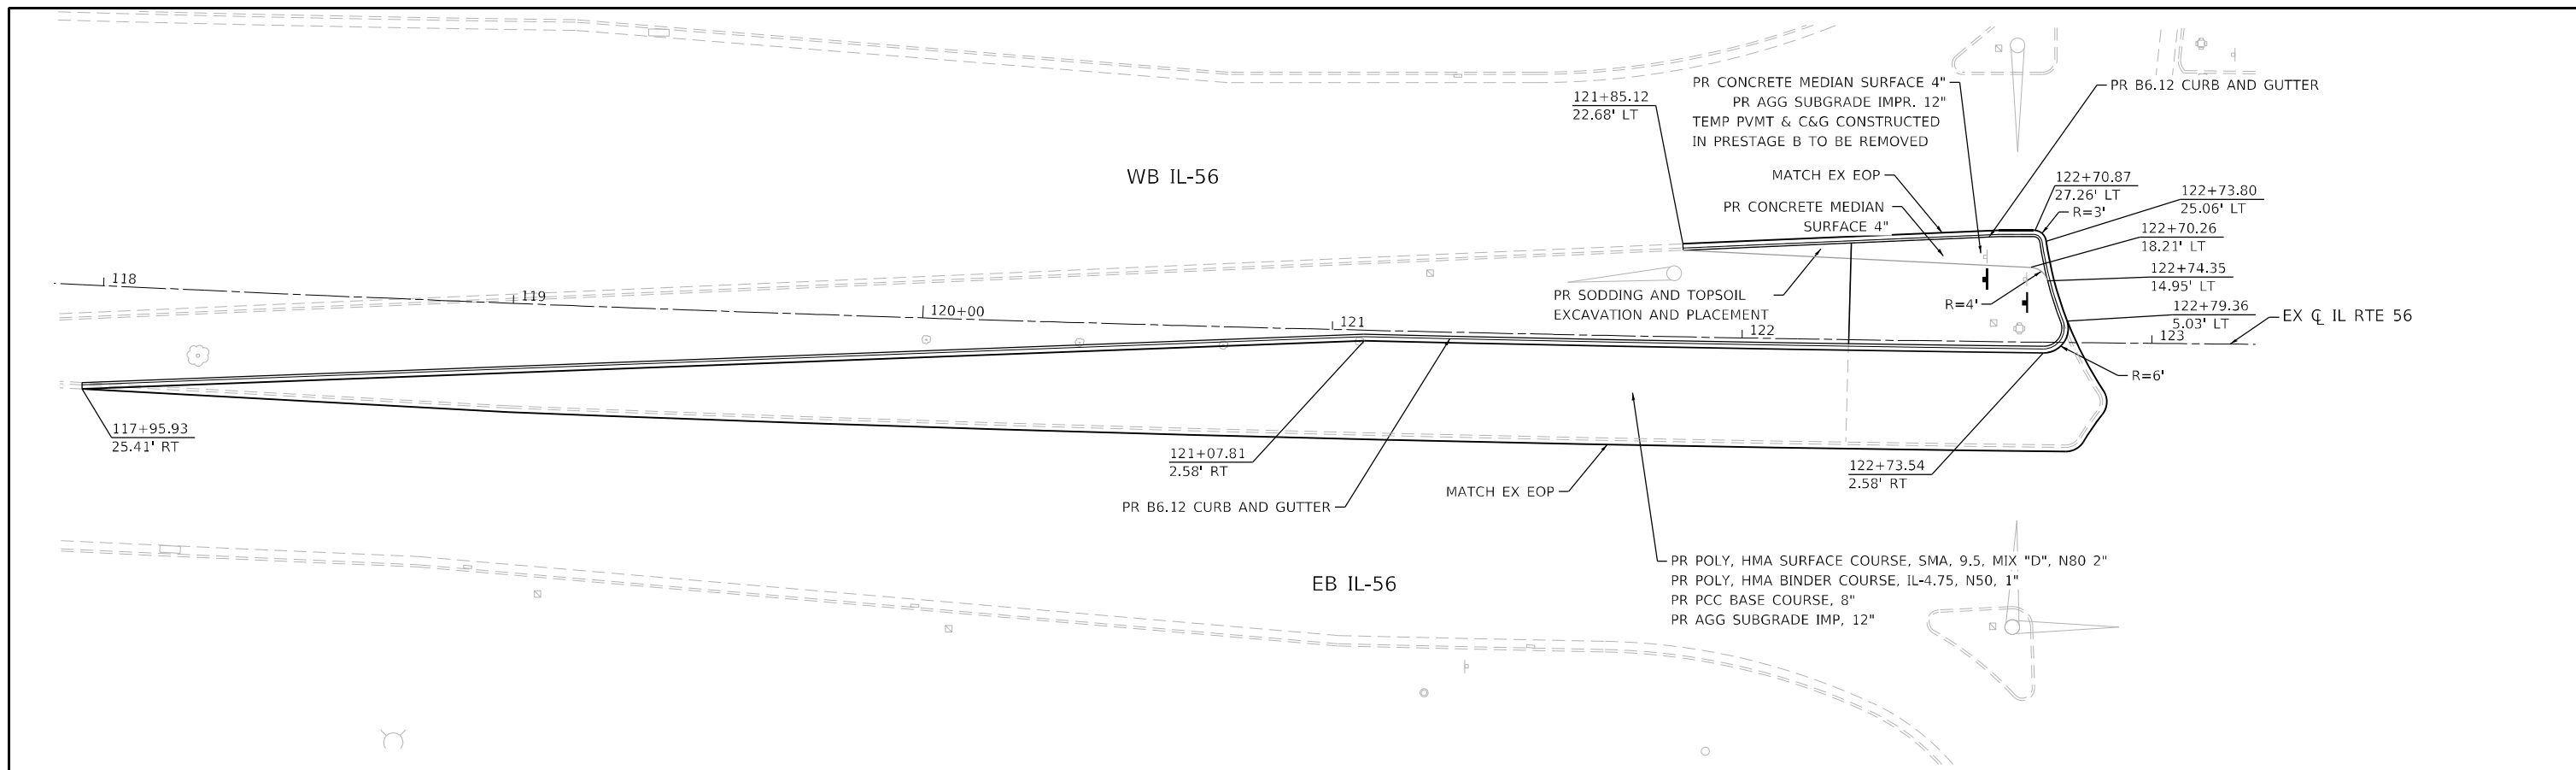 PR CONCRETE MEDIAN SURFACE 4"
PR AGG SUBGRADE IMPR. 12"
TEMP PVMT & C&G CONSTRUCTED
IN PRESTAGE B TO BE REMOVED
PR B6.12 CURB AND GUTTER
121+85.12
22.68' LT
WB IL-56
MATCH EX EOP
122+70.87
27.26' LT
122+73.80
25.06' LT
R=3'
PR CONCRETE MEDIAN
SURFACE 4"
122+70.26
18.21' LT
122+74.35
14.95' LT
118
119
120+00
121
122
123
PR SODDING AND TOPSOIL
EXCAVATION AND PLACEMENT
R=4'
122+79.36
5.03' LT
EX CL IL RTE 56
R=6'
117+95.93
25.41' RT
121+07.81
2.58' RT
122+73.54
2.58' RT
PR B6.12 CURB AND GUTTER
MATCH EX EOP
EB IL-56
PR POLY, HMA SURFACE COURSE, SMA, 9.5, MIX "D", N80 2"
PR POLY, HMA BINDER COURSE, IL-4.75, N50, 1"
PR PCC BASE COURSE, 8"
PR AGG SUBGRADE IMP, 12"